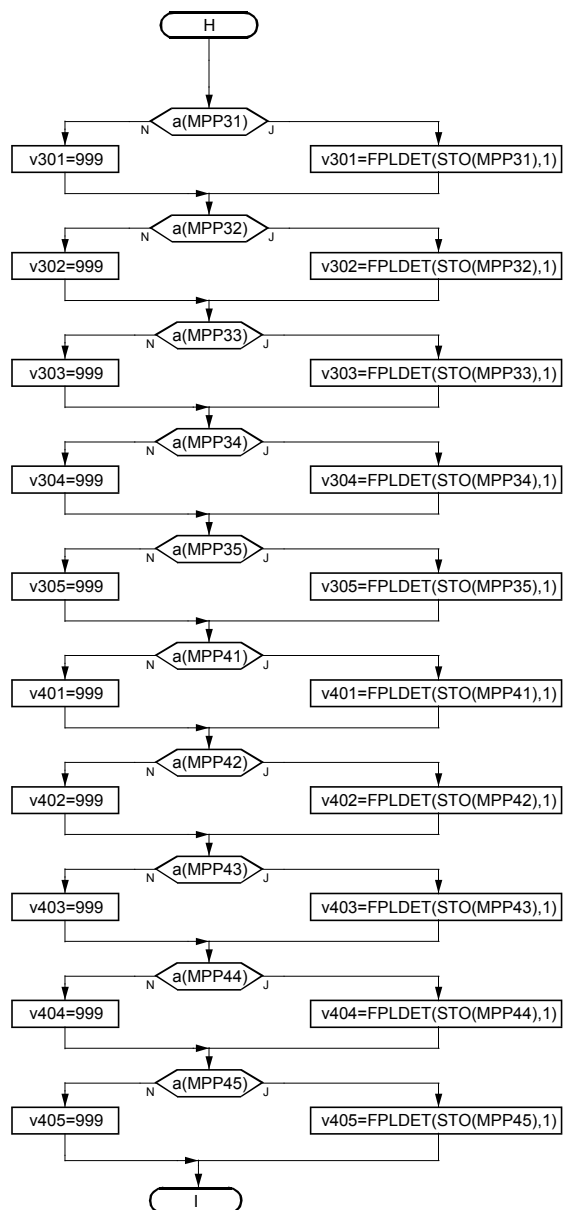 H
a(MPP31)
N
J
v301=999
v301=FPLDET(STO(MPP31),1)
a(MPP32)
N
J
v302=999
v302=FPLDET(STO(MPP32),1)
a(MPP33)
N
J
v303=999
v303=FPLDET(STO(MPP33),1)
a(MPP34)
N
J
v304=999
v304=FPLDET(STO(MPP34),1)
a(MPP35)
N
J
v305=999
v305=FPLDET(STO(MPP35),1)
a(MPP41)
N
J
v401=999
v401=FPLDET(STO(MPP41),1)
a(MPP42)
N
J
v402=999
v402=FPLDET(STO(MPP42),1)
a(MPP43)
N
J
v403=999
v403=FPLDET(STO(MPP43),1)
a(MPP44)
N
J
v404=999
v404=FPLDET(STO(MPP44),1)
a(MPP45)
N
J
v405=999
v405=FPLDET(STO(MPP45),1)
I